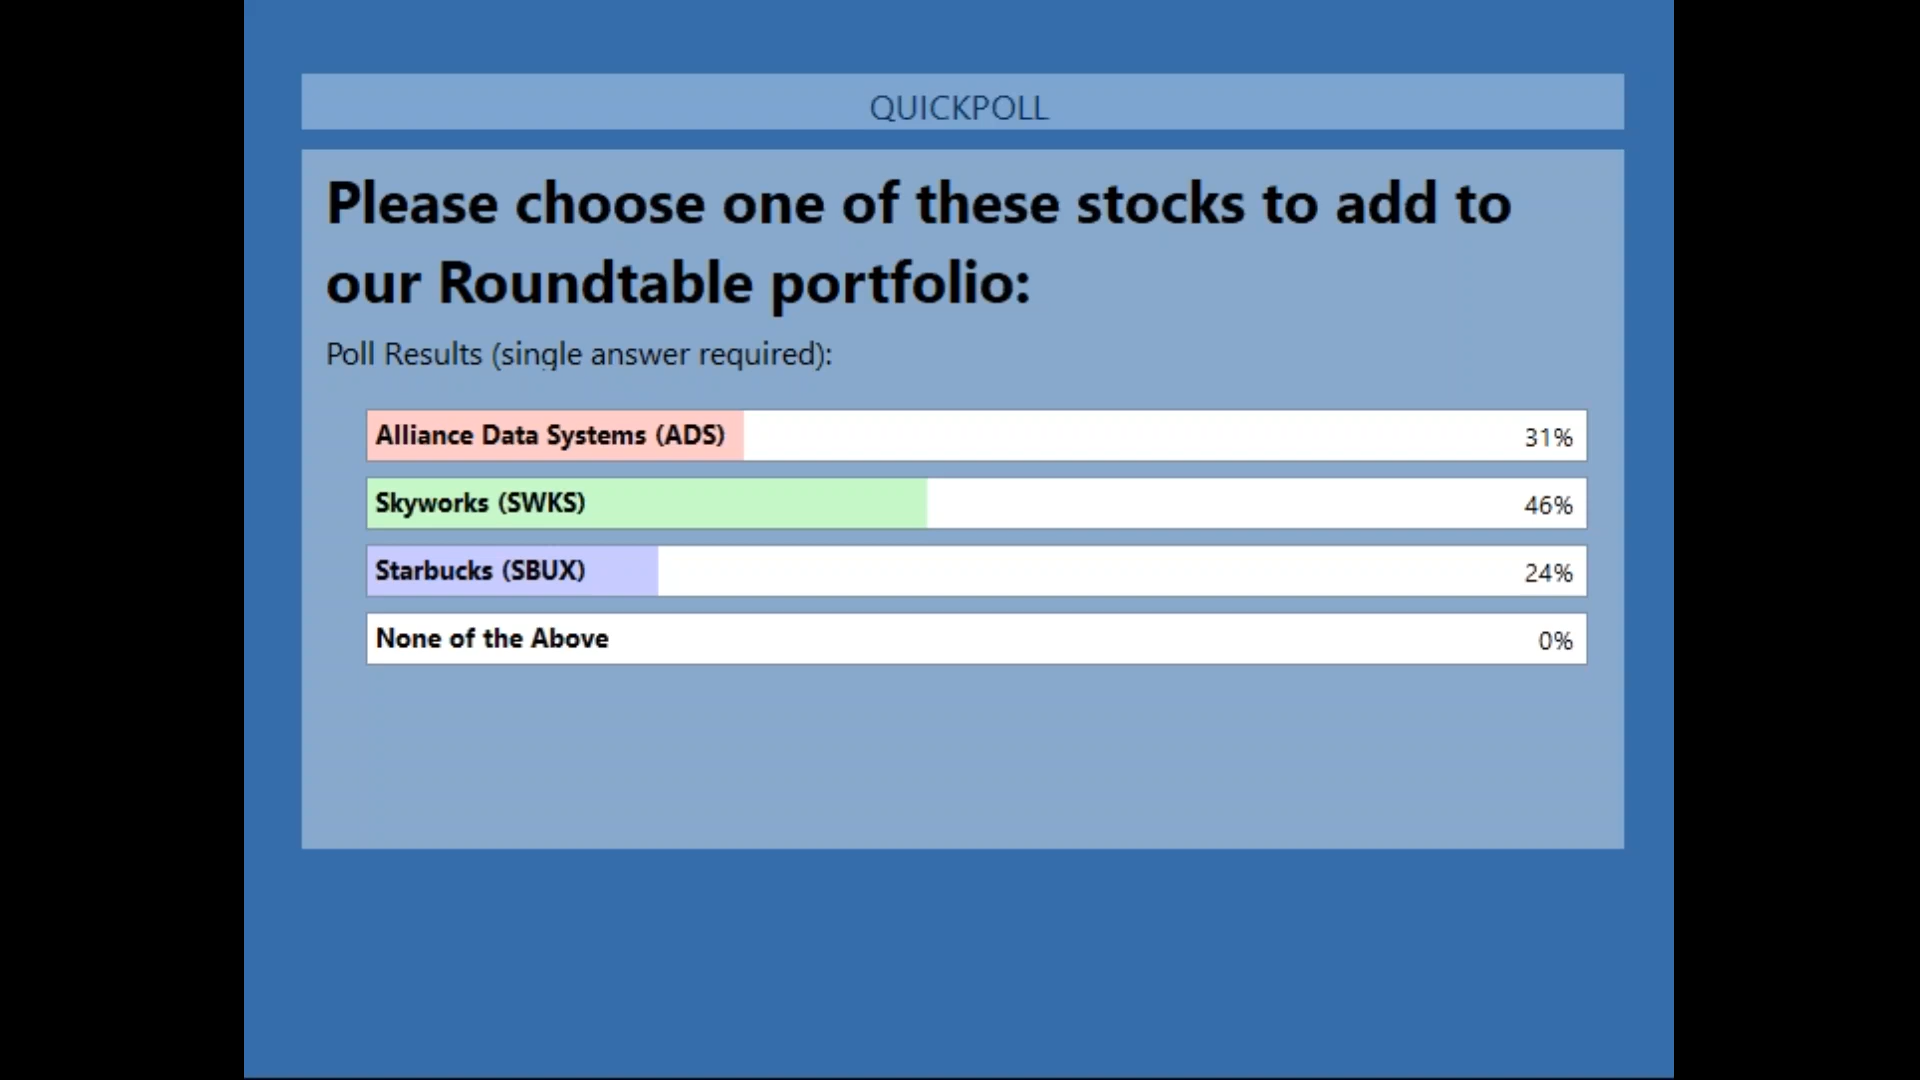 QUICKPOLL
Please choose one of these stocks to add to
our Roundtable portfolio:
Poll Results (single answer required):
Alliance Data Systems (ADS) 31%
Skyworks (SWKS) 46%
Starbucks (SBUX) 24%
None of the Above 0%